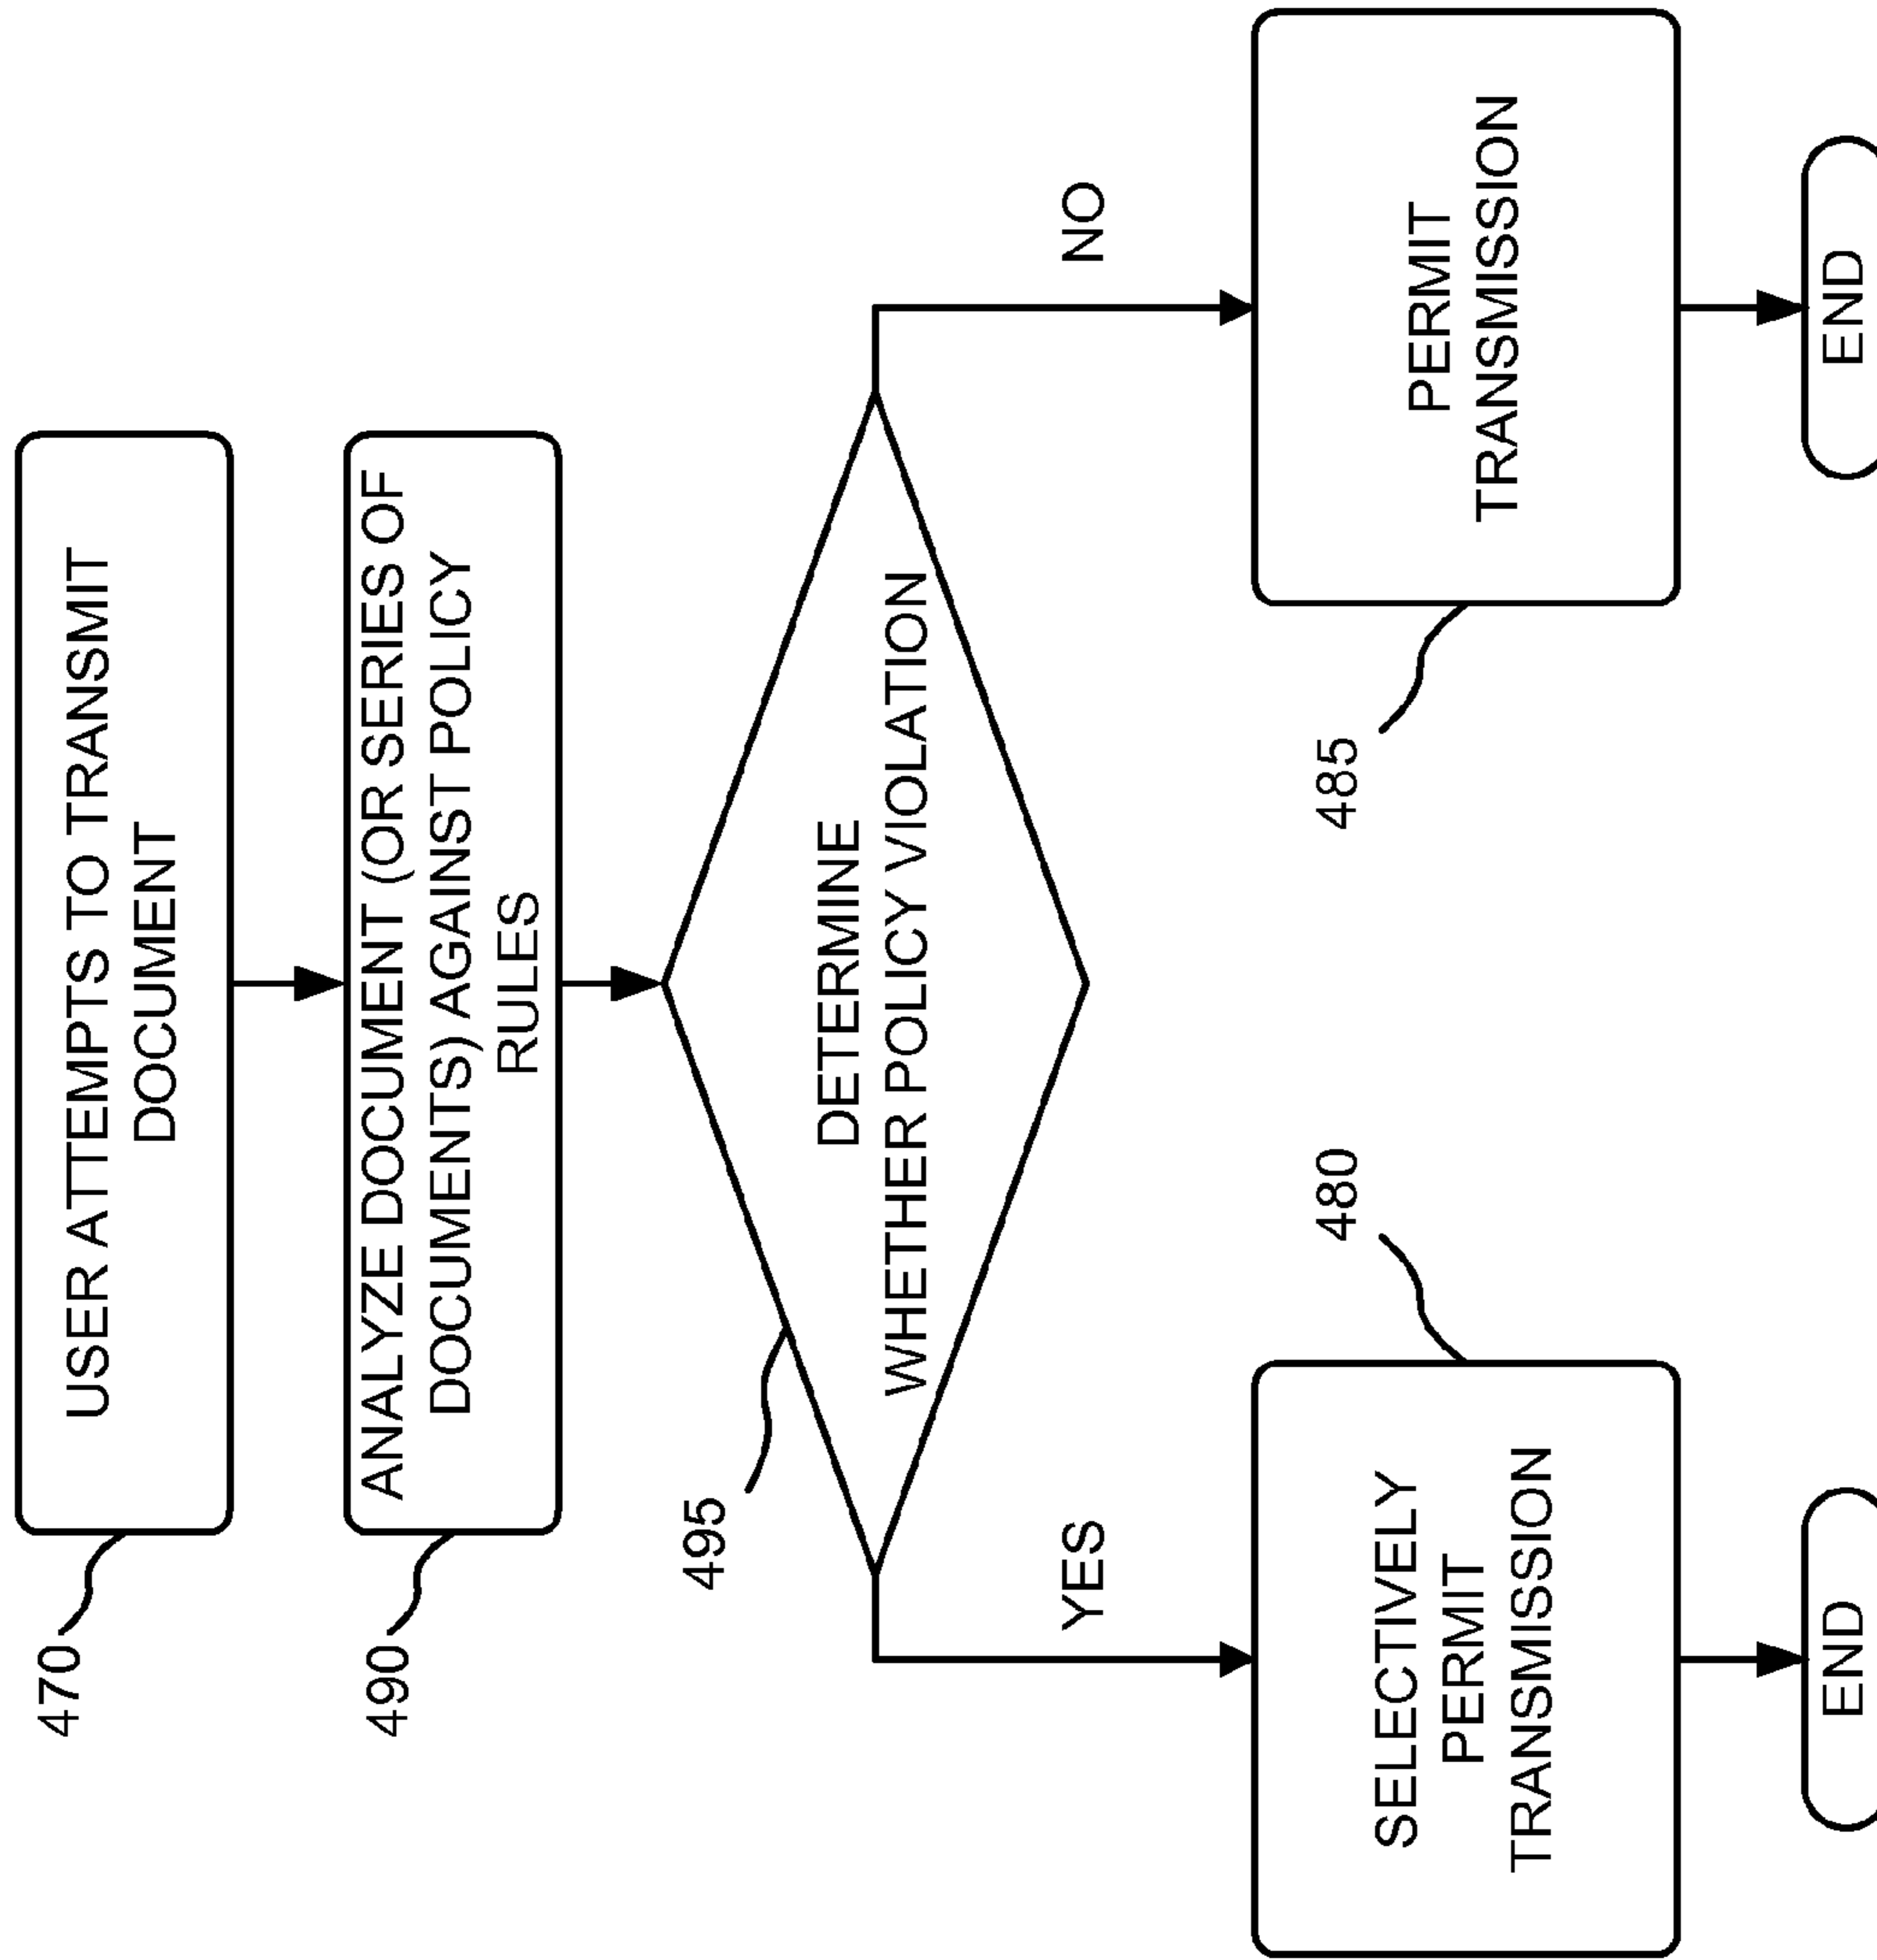 470
USER ATTEMPTS TO TRANSMIT
DOCUMENT
490
ANALYZE DOCUMENT (OR SERIES OF
DOCUMENTS) AGAINST POLICY
RULES
495
DETERMINE
WHETHER POLICY VIOLATION
YES
NO
480
SELECTIVELY
PERMIT
TRANSMISSION
485
PERMIT
TRANSMISSION
END
END